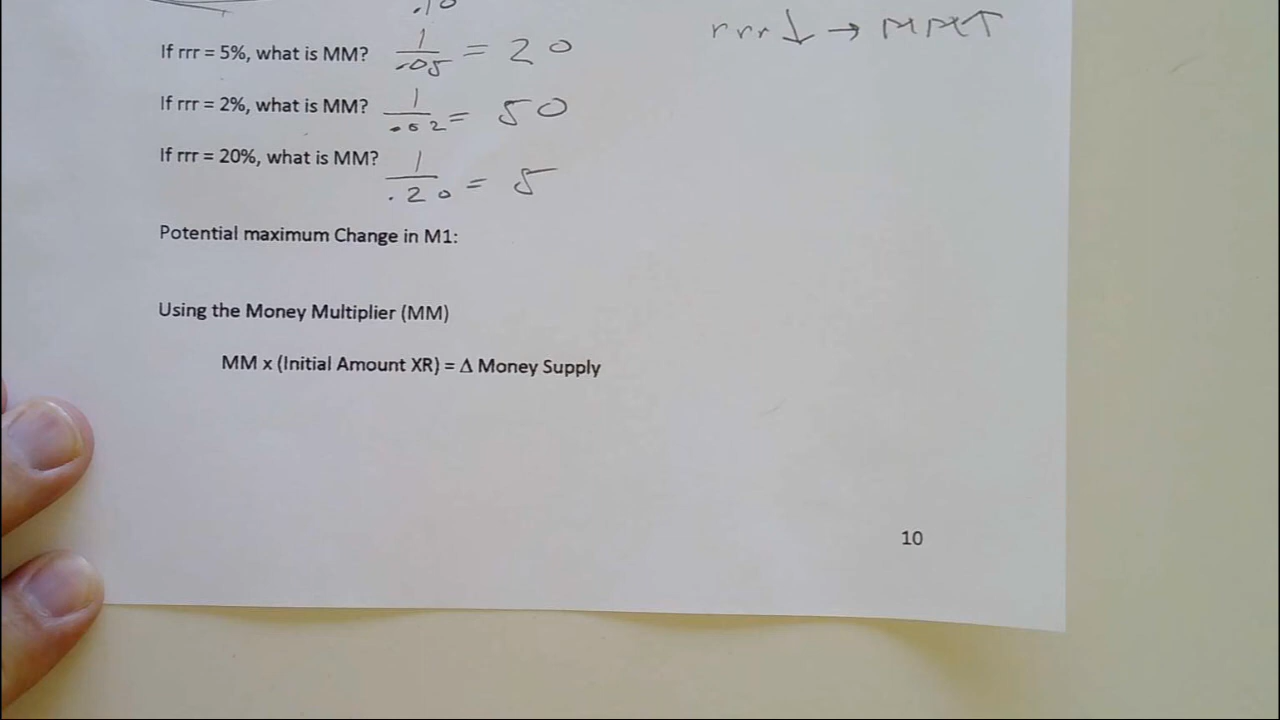 .10
rrr↓ → MM↑
If rrr = 5%, what is MM? 1/.05 = 20
If rrr = 2%, what is MM? 1/.02 = 50
If rrr = 20%, what is MM? 1/.20 = 5
Potential maximum Change in M1:
Using the Money Multiplier (MM)
MM x (Initial Amount XR) = Δ Money Supply
10